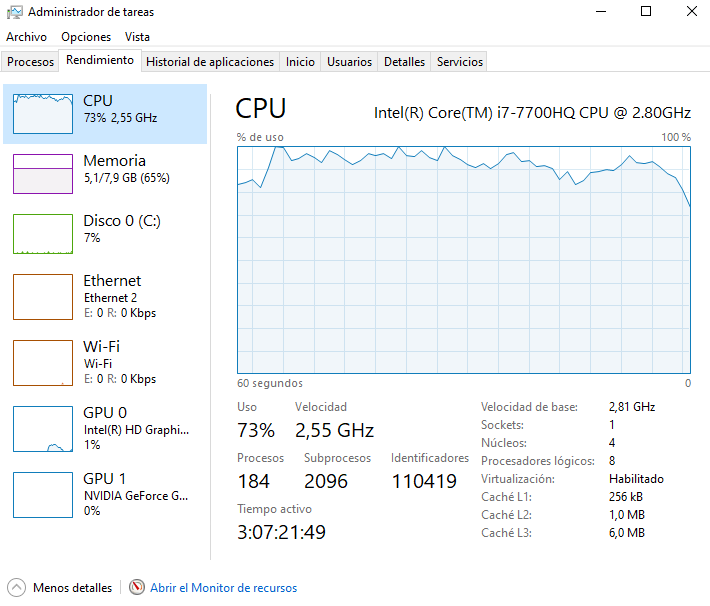 Administrador de tareas
Archivo Opciones Vista
Procesos Rendimiento Historial de aplicaciones Inicio Usuarios Detalles Servicios
CPU
73% 2,55 GHz
Memoria
5,1/7,9 GB (65%)
Disco 0 (C:)
7%
Ethernet
Ethernet 2
E: 0 R: 0 Kbps
Wi-Fi
Wi-Fi
E: 0 R: 0 Kbps
GPU 0
Intel(R) HD Graphi...
1%
GPU 1
NVIDIA GeForce G...
0%
CPU Intel(R) Core(TM) i7-7700HQ CPU @ 2.80GHz
% de uso 100 %
60 segundos 0
Uso Velocidad
73% 2,55 GHz
Procesos Subprocesos Identificadores
184 2096 110419
Tiempo activo
3:07:21:49
Velocidad de base: 2,81 GHz
Sockets: 1
Núcleos: 4
Procesadores lógicos: 8
Virtualización: Habilitado
Caché L1: 256 kB
Caché L2: 1,0 MB
Caché L3: 6,0 MB
Menos detalles Abrir el Monitor de recursos